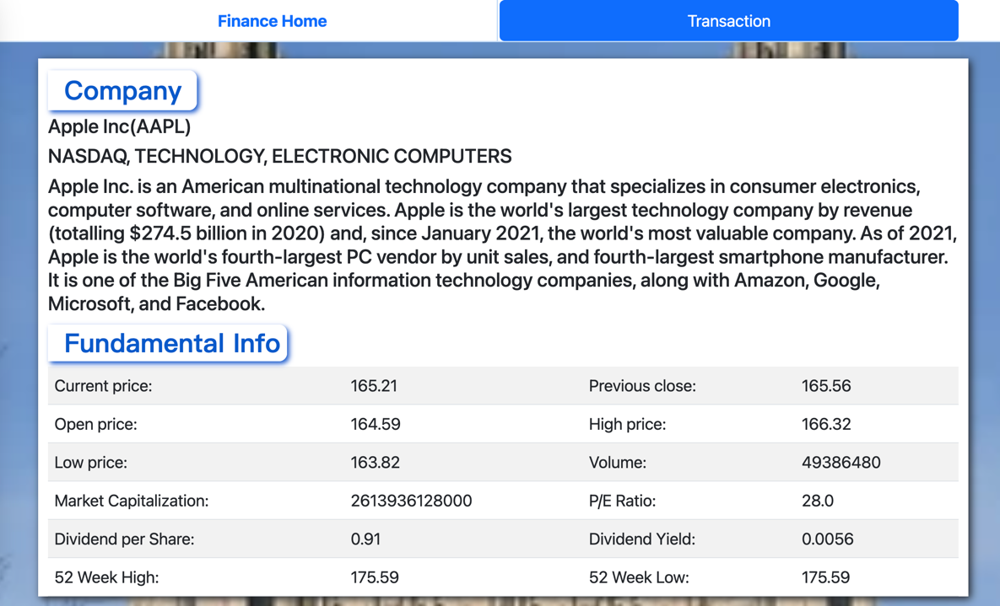 Finance Home Transaction
Company
Apple Inc(AAPL)
NASDAQ, TECHNOLOGY, ELECTRONIC COMPUTERS
Apple Inc. is an American multinational technology company that specializes in consumer electronics,
computer software, and online services. Apple is the world's largest technology company by revenue
(totalling $274.5 billion in 2020) and, since January 2021, the world's most valuable company. As of 2021,
Apple is the world's fourth-largest PC vendor by unit sales, and fourth-largest smartphone manufacturer.
It is one of the Big Five American information technology companies, along with Amazon, Google,
Microsoft, and Facebook.
Fundamental Info
Current price: 165.21 Previous close: 165.56
Open price: 164.59 High price: 166.32
Low price: 163.82 Volume: 49386480
Market Capitalization: 2613936128000 P/E Ratio: 28.0
Dividend per Share: 0.91 Dividend Yield: 0.0056
52 Week High: 175.59 52 Week Low: 175.59